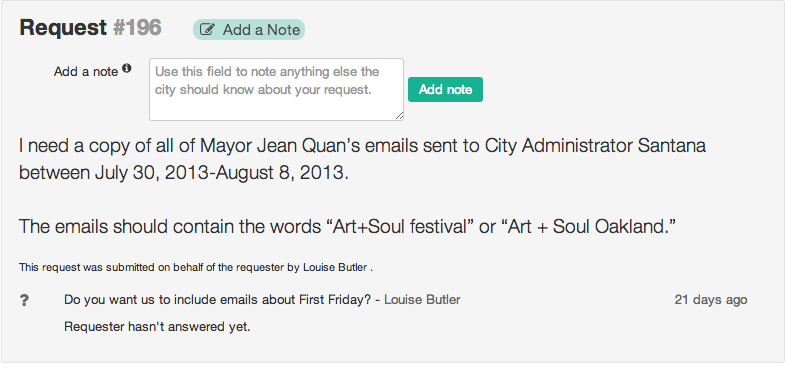 Request #196 Add a Note
Add a note
Use this field to note anything else the
city should know about your request.
Add note
I need a copy of all of Mayor Jean Quan’s emails sent to City Administrator Santana
between July 30, 2013-August 8, 2013.
The emails should contain the words “Art+Soul festival” or “Art + Soul Oakland.”
This request was submitted on behalf of the requester by Louise Butler .
? Do you want us to include emails about First Friday? - Louise Butler 21 days ago
Requester hasn't answered yet.